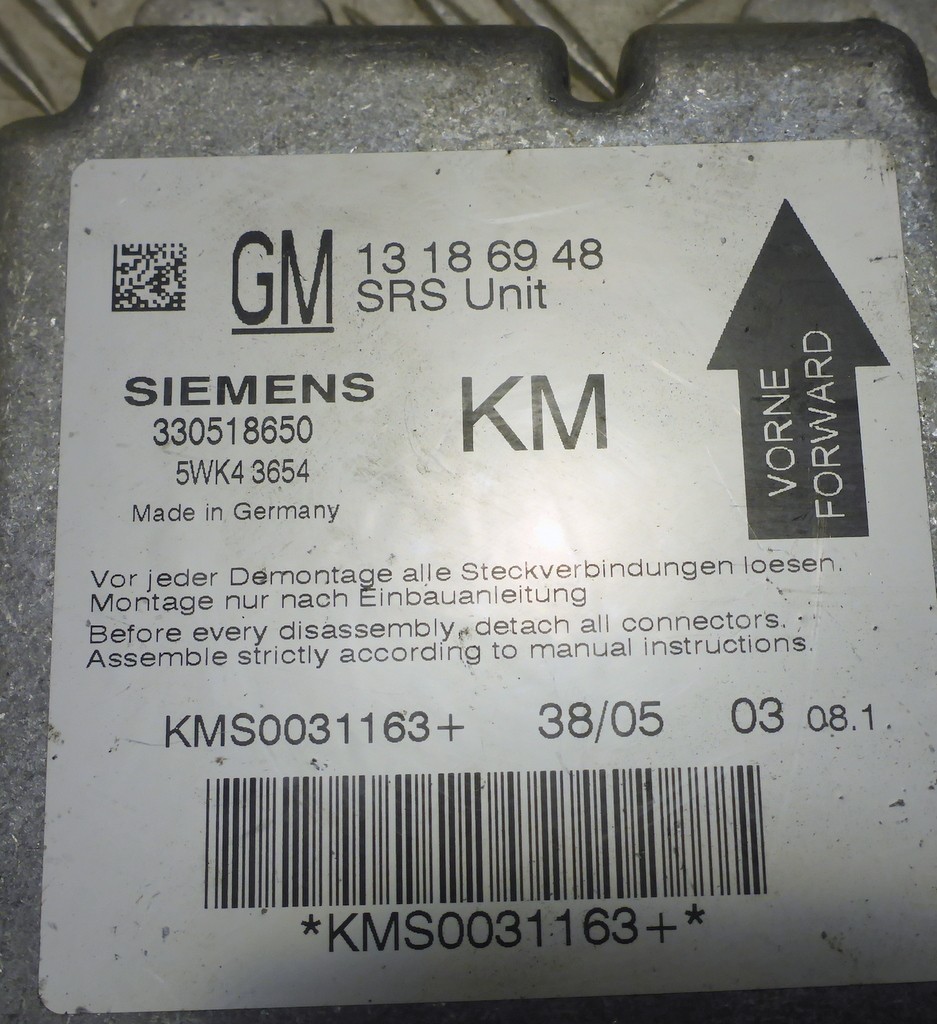 GM 13 18 69 48
SRS Unit
SIEMENS
KM
330518650
5WK4 3654
Made in Germany
VORNE
FORWARD
Vor jeder Demontage alle Steckverbindungen loesen.
Montage nur nach Einbauanleitung
Before every disassembly, detach all connectors.
Assemble strictly according to manual instructions.
KMS0031163+ 38/05 03 08.1.
*KMS0031163+*